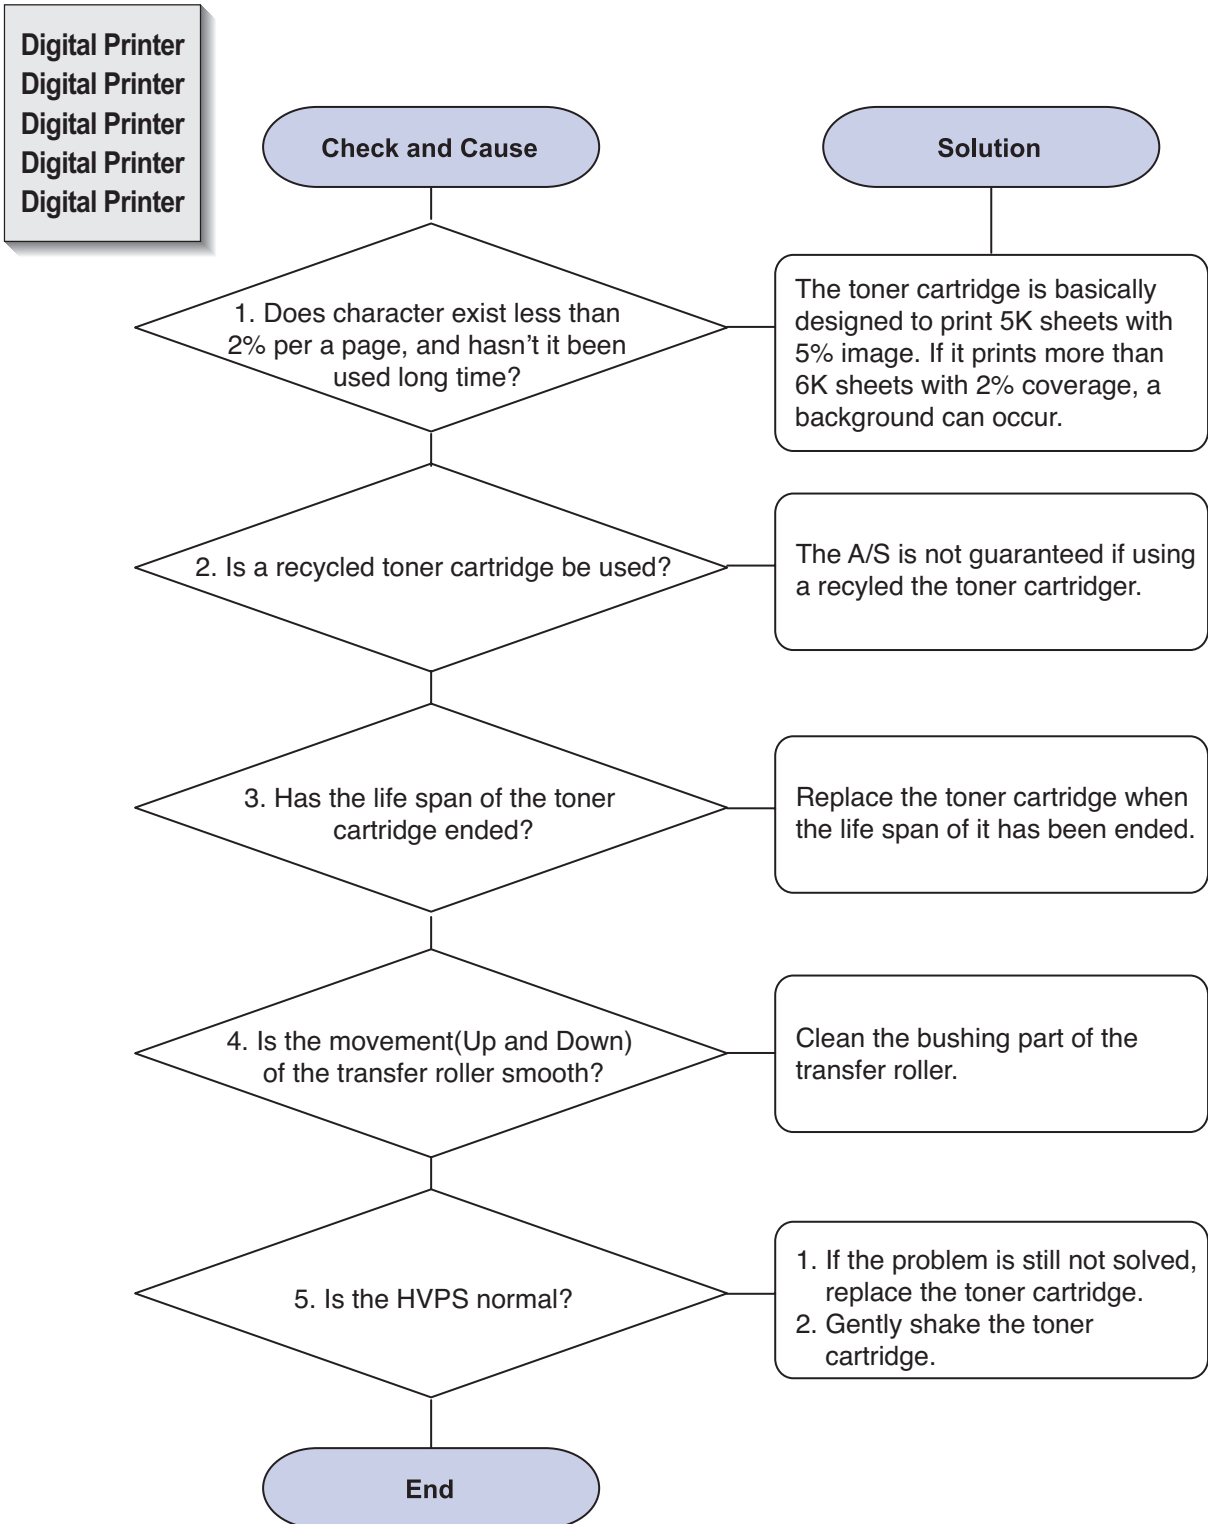 Digital Printer
Digital Printer
Digital Printer
Digital Printer
Digital Printer
Check and Cause
Solution
1. Does character exist less than
2% per a page, and hasn't it been
used long time?
The toner cartridge is basically
designed to print 5K sheets with
5% image. If it prints more than
6K sheets with 2% coverage, a
background can occur.
2. Is a recycled toner cartridge be used?
The A/S is not guaranteed if using
a recyled the toner cartridger.
3. Has the life span of the toner
cartridge ended?
Replace the toner cartridge when
the life span of it has been ended.
4. Is the movement(Up and Down)
of the transfer roller smooth?
Clean the bushing part of the
transfer roller.
5. Is the HVPS normal?
1. If the problem is still not solved,
replace the toner cartridge.
2. Gently shake the toner
cartridge.
End